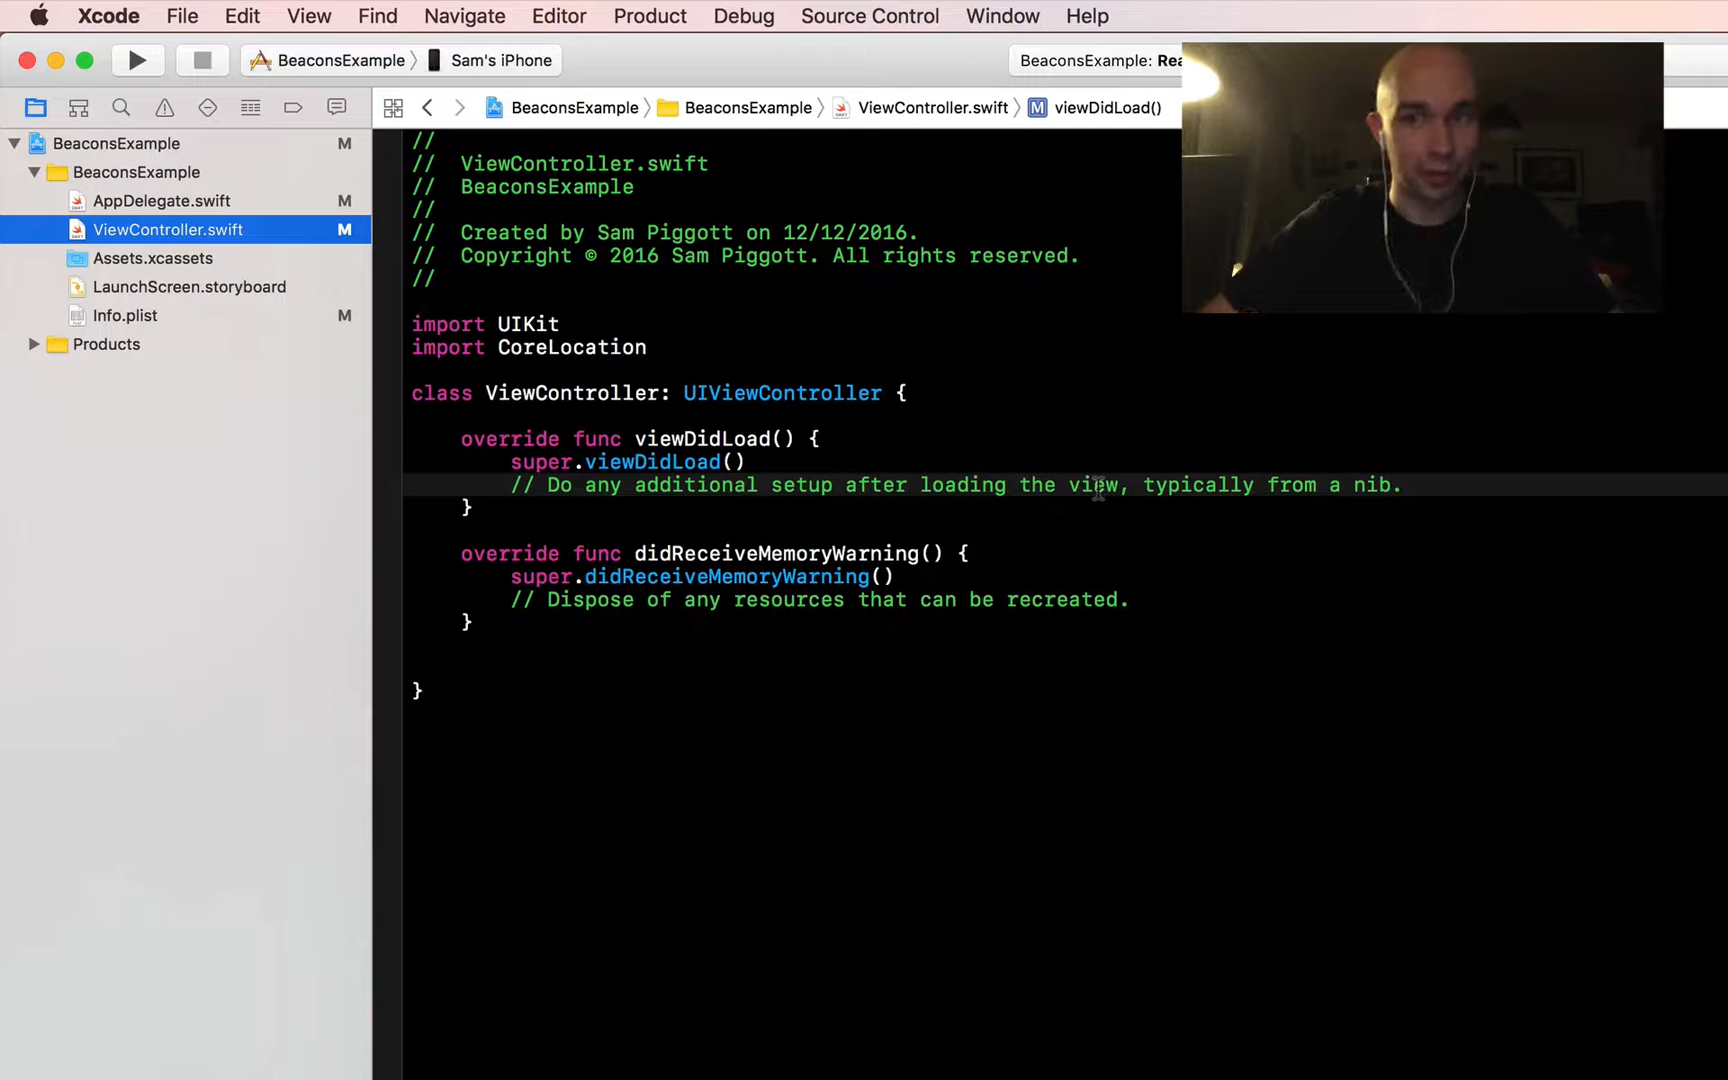 Xcode File Edit View Find Navigate Editor Product Debug Source Control Window Help
BeaconsExample Sam's iPhone BeaconsExample: Rea
BeaconsExample BeaconsExample ViewController.swift M viewDidLoad()
BeaconsExample M
BeaconsExample
AppDelegate.swift M
ViewController.swift M
Assets.xcassets
LaunchScreen.storyboard
Info.plist M
Products
//
// ViewController.swift
// BeaconsExample
//
// Created by Sam Piggott on 12/12/2016.
// Copyright © 2016 Sam Piggott. All rights reserved.
//
import UIKit
import CoreLocation
class ViewController: UIViewController {
override func viewDidLoad() {
super.viewDidLoad()
// Do any additional setup after loading the view, typically from a nib.
}
override func didReceiveMemoryWarning() {
super.didReceiveMemoryWarning()
// Dispose of any resources that can be recreated.
}
}